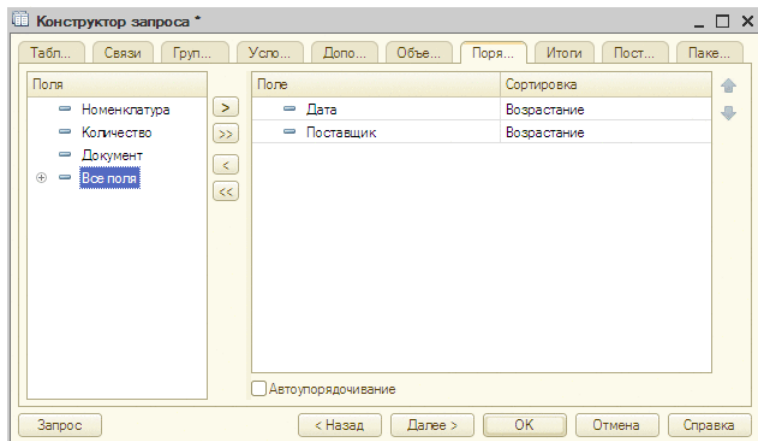 Конструктор запроса *
Табл... Связи Груп... Усло... Допо... Объе... Поря... Итоги Пост... Паке...
Поля
Номенклатура
Количество
Документ
Все поля
>
>>
<
<<
Поле Сортировка
Дата Возрастание
Поставщик Возрастание
Автоупорядочивание
Запрос < Назад Далее > OK Отмена Справка